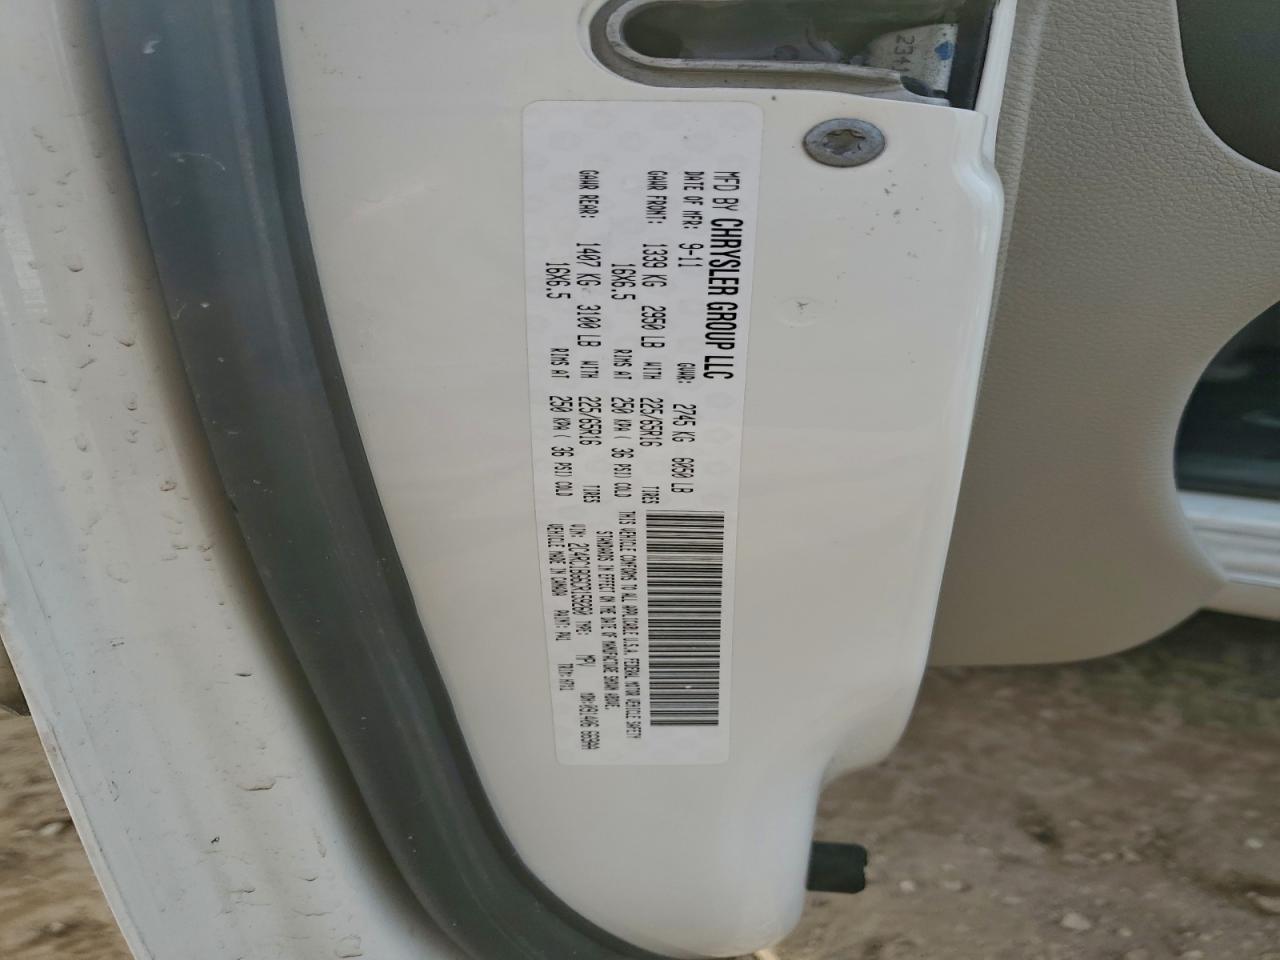 MFD BY CHRYSLER GROUP LLC
DATE OF MFR: 9-11 GVWR: 2745 KG 6050 LB
GAWR FRONT: 1339 KG 2950 LB WITH 225/65R16 TIRES
16X6.5 RIMS AT 250 KPA ( 36 PSI) COLD
GAWR REAR: 1407 KG 3100 LB WITH 225/65R16 TIRES
16X6.5 RIMS AT 250 KPA ( 36 PSI) COLD
THIS VEHICLE CONFORMS TO ALL APPLICABLE U.S.A. FEDERAL MOTOR VEHICLE SAFETY
STANDARDS IN EFFECT ON THE DATE OF MANUFACTURE SHOWN ABOVE.
VIN: TYPE: MPV
VEHICLE MADE IN CANADA PAINT: PW1
2341